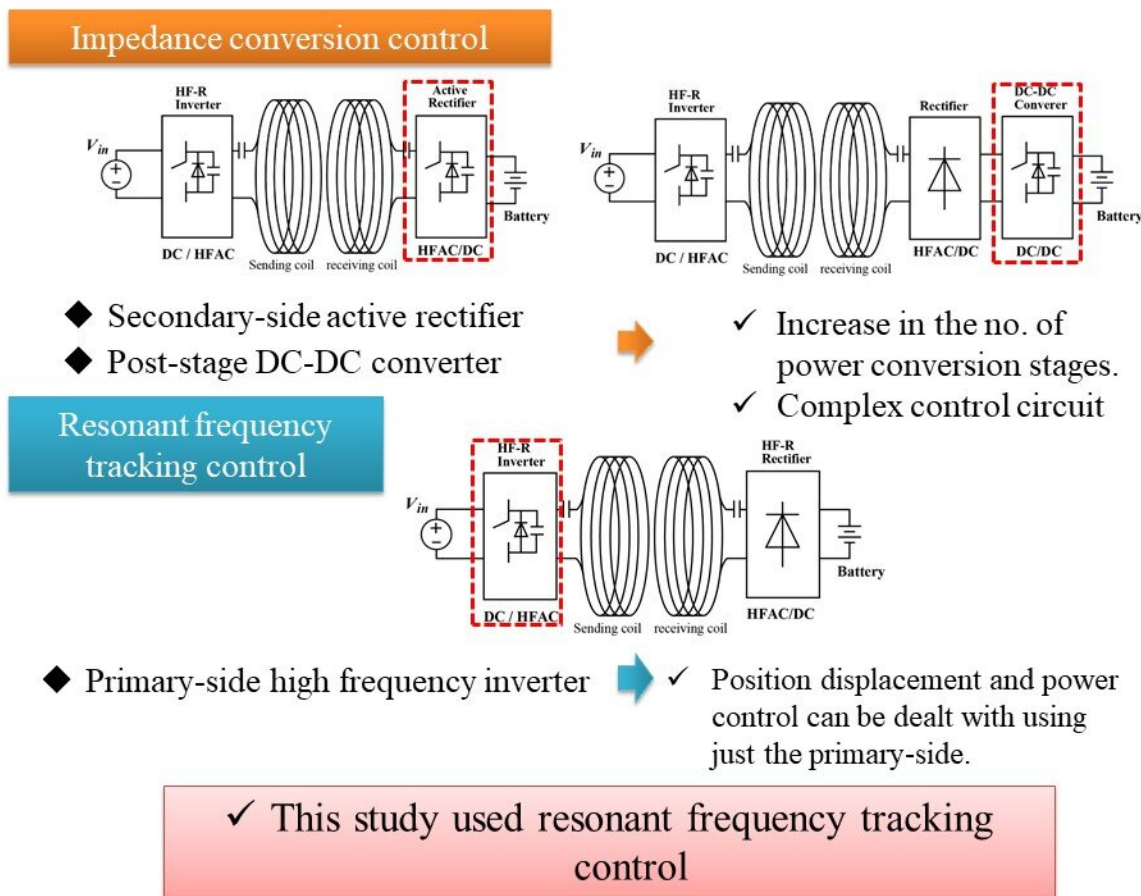 Impedance conversion control
HF-R
Inverter
Active
Rectifier
Vin
Battery
DC / HFAC
Sending coil
receiving coil
HFAC/DC
HF-R
Inverter
Rectifier
DC-DC
Converer
Vin
Battery
DC / HFAC
Sending coil
receiving coil
HFAC/DC
DC/DC
◆ Secondary-side active rectifier
◆ Post-stage DC-DC converter
✓ Increase in the no. of
power conversion stages.
✓ Complex control circuit
Resonant frequency
tracking control
HF-R
Inverter
HF-R
Rectifier
Vin
Battery
DC / HFAC
Sending coil
receiving coil
HFAC/DC
◆ Primary-side high frequency inverter
✓ Position displacement and power
control can be dealt with using
just the primary-side.
✓ This study used resonant frequency tracking
control